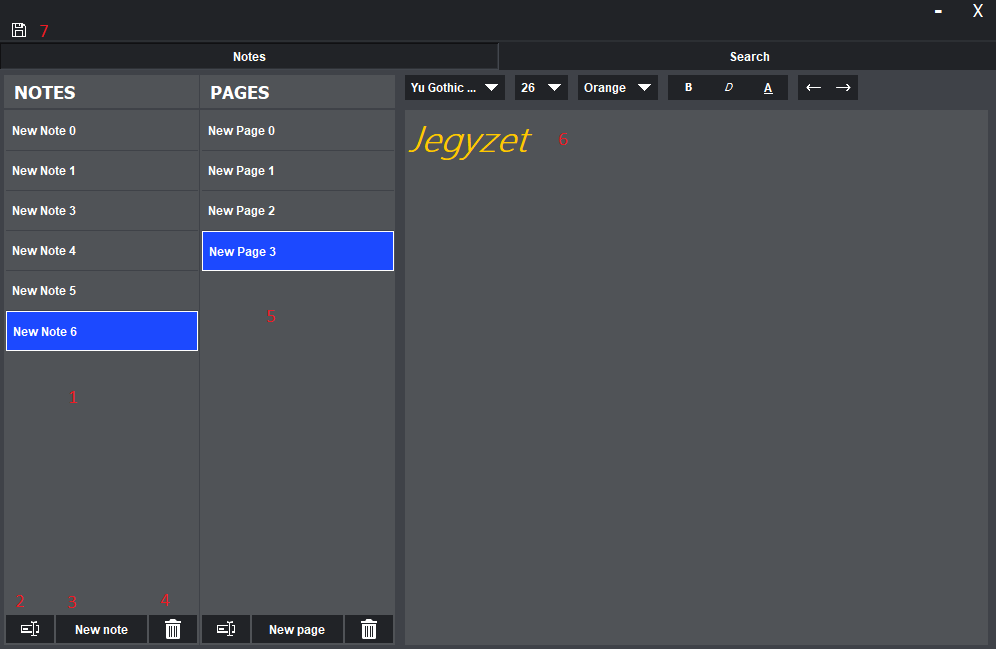 X
7
Notes Search
NOTES PAGES Yu Gothic ... 26 Orange B D A
New Note 0 New Page 0 Jegyzet 6
New Note 1 New Page 1
New Note 3 New Page 2
New Note 4 New Page 3
New Note 5
5
New Note 6
1
2 3 4
New note New page